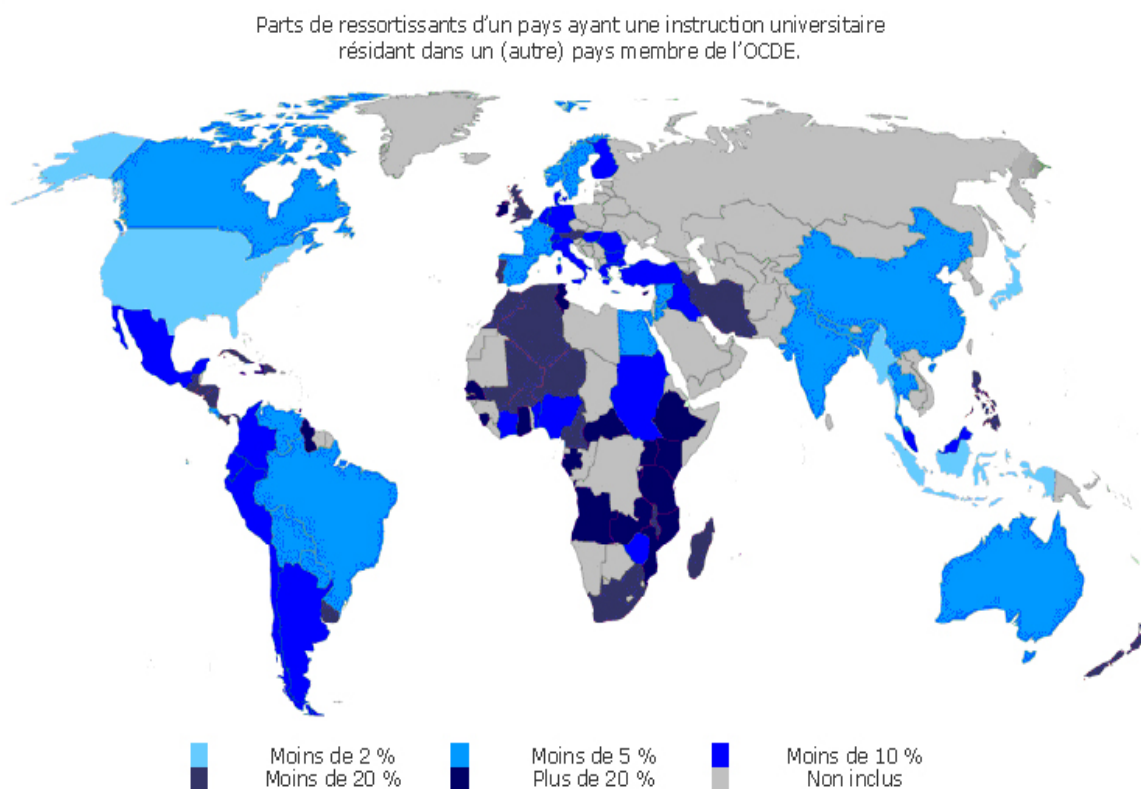 Parts de ressortissants d'un pays ayant une instruction universitaire
résidant dans un (autre) pays membre de l'OCDE.
Moins de 2 %
Moins de 5 %
Moins de 10 %
Moins de 20 %
Plus de 20 %
Non inclus